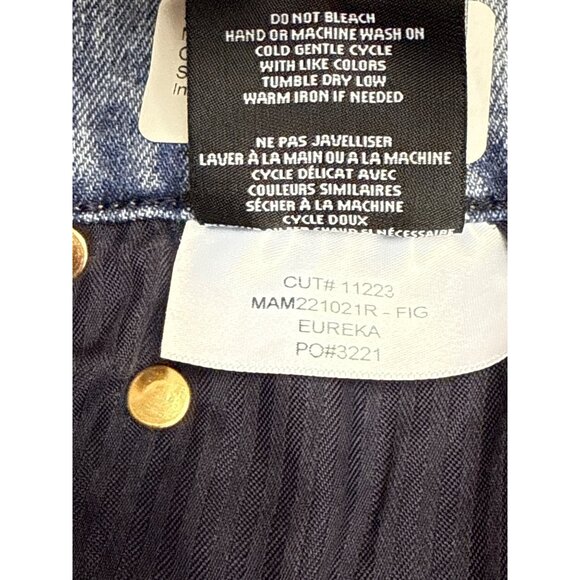 DO NOT BLEACH
HAND OR MACHINE WASH ON
COLD GENTLE CYCLE
WITH LIKE COLORS
TUMBLE DRY LOW
WARM IRON IF NEEDED
NE PAS JAVELLISER
LAVER À LA MAIN OU A LA MACHINE
CYCLE DÉLICAT AVEC
COULEURS SIMILAIRES
SÉCHER À LA MACHINE
CYCLE DOUX
SI NÉCESSAIRE
CUT# 11223
MAM221021R - FIG
EUREKA
PO#3221